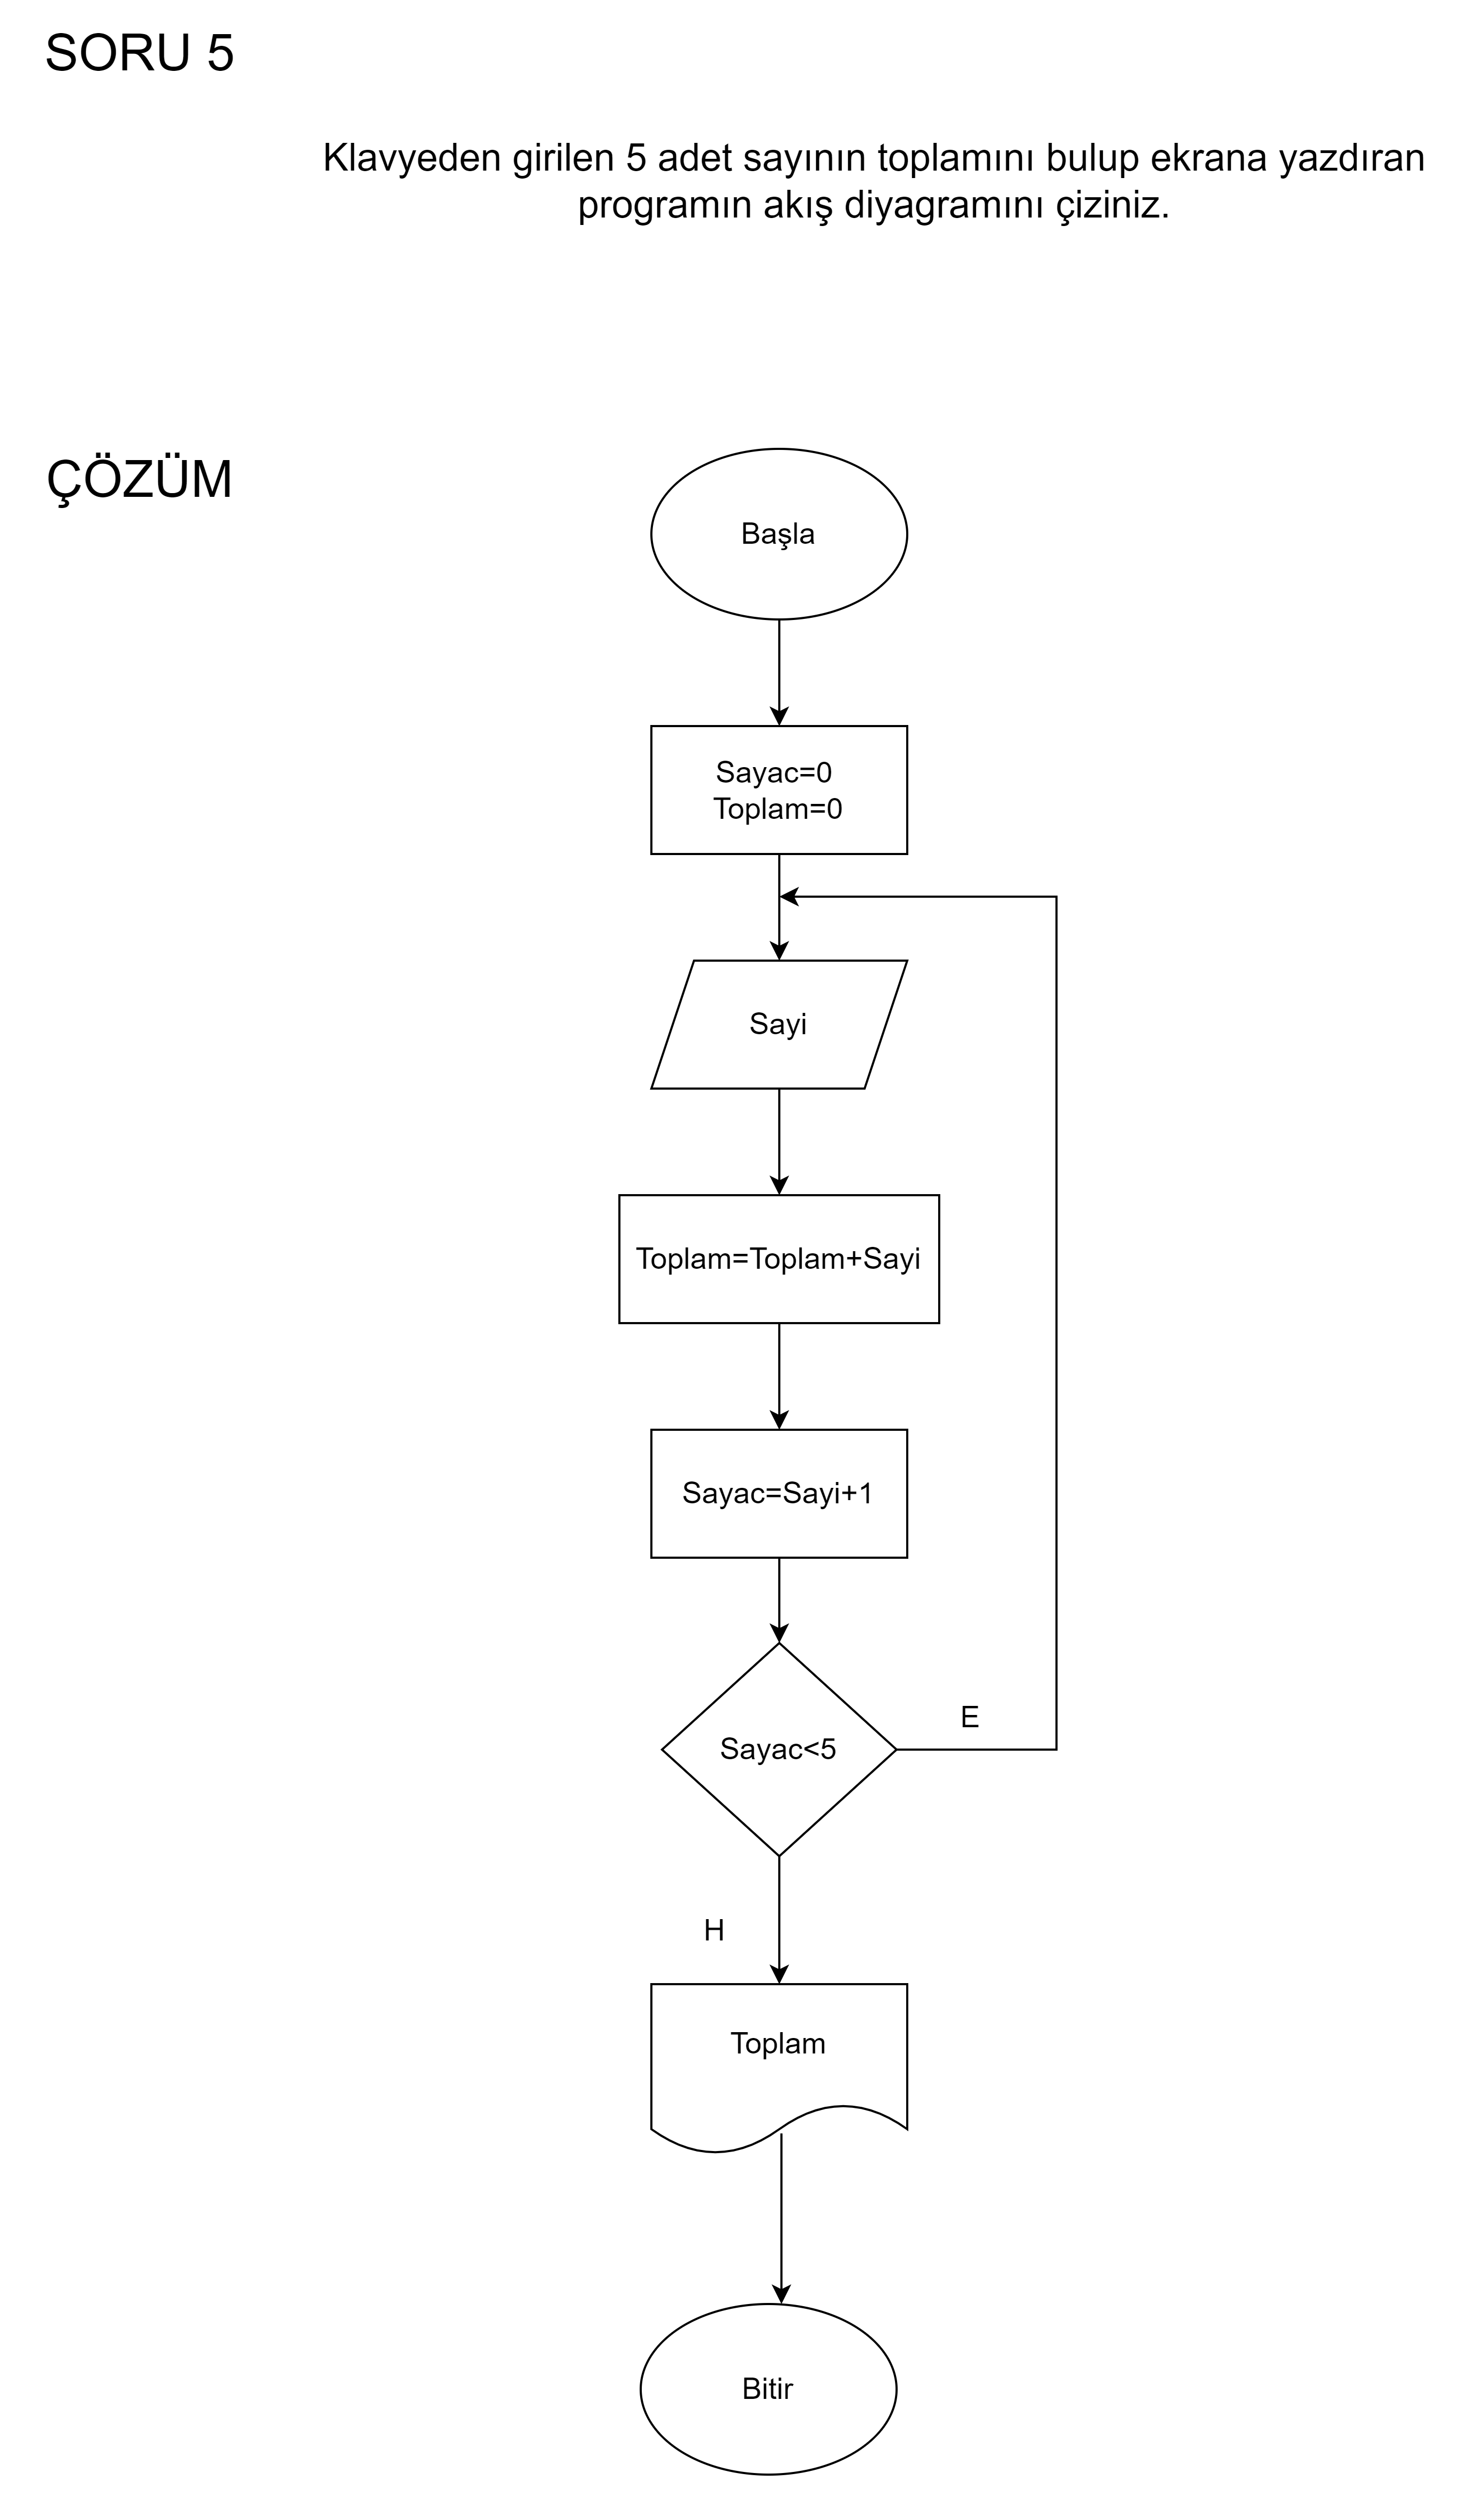 SORU 5
Klavyeden girilen 5 adet sayının toplamını bulup ekrana yazdıran
programın akış diyagramını çiziniz.
ÇÖZÜM
Başla
Sayac=0
Toplam=0
Sayi
Toplam=Toplam+Sayi
Sayac=Sayi+1
Sayac<5
E
H
Toplam
Bitir